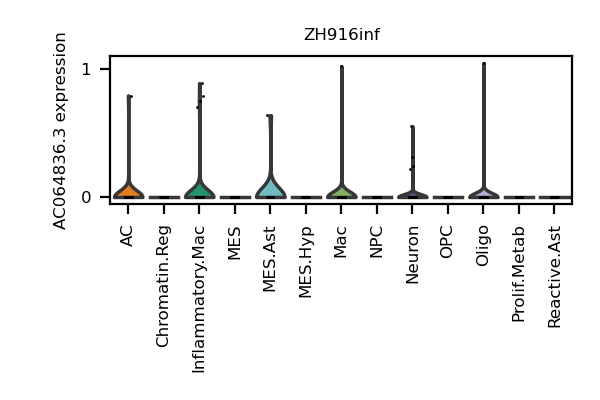 ZH916inf
AC064836.3 expression
1
0
AC
Chromatin.Reg
Inflammatory.Mac
MES
MES.Ast
MES.Hyp
Mac
NPC
Neuron
OPC
Oligo
Prolif.Metab
Reactive.Ast